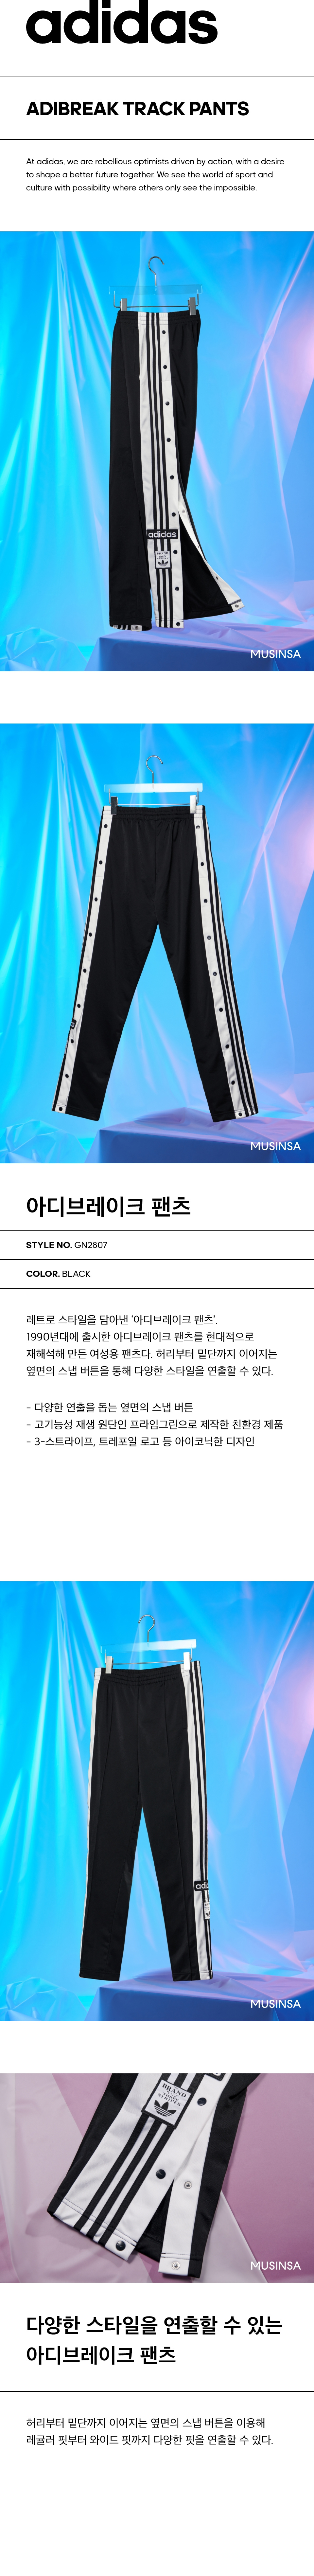 adidas
ADIBREAK TRACK PANTS
At adidas, we are rebellious optimists driven by action, with a desire
to shape a better future together. We see the world of sport and
culture with possibility where others only see the impossible.
adidas
MUSINSA
MUSINSA
아디브레이크 팬츠
STYLE NO. GN2807
COLOR. BLACK
레트로 스타일을 담아낸 '아디브레이크 팬츠'.
1990년대에 출시한 아디브레이크 팬츠를 현대적으로
재해석해 만든 여성용 팬츠다. 허리부터 밑단까지 이어지는
옆면의 스냅 버튼을 통해 다양한 스타일을 연출할 수 있다.
- 다양한 연출을 돕는 옆면의 스냅 버튼
- 고기능성 재생 원단인 프라임그린으로 제작한 친환경 제품
- 3-스트라이프, 트레포일 로고 등 아이코닉한 디자인
adi
MUSINSA
BRAND
STRIPES
MUSINSA
다양한 스타일을 연출할 수 있는
아디브레이크 팬츠
허리부터 밑단까지 이어지는 옆면의 스냅 버튼을 이용해
레귤러 핏부터 와이드 핏까지 다양한 핏을 연출할 수 있다.